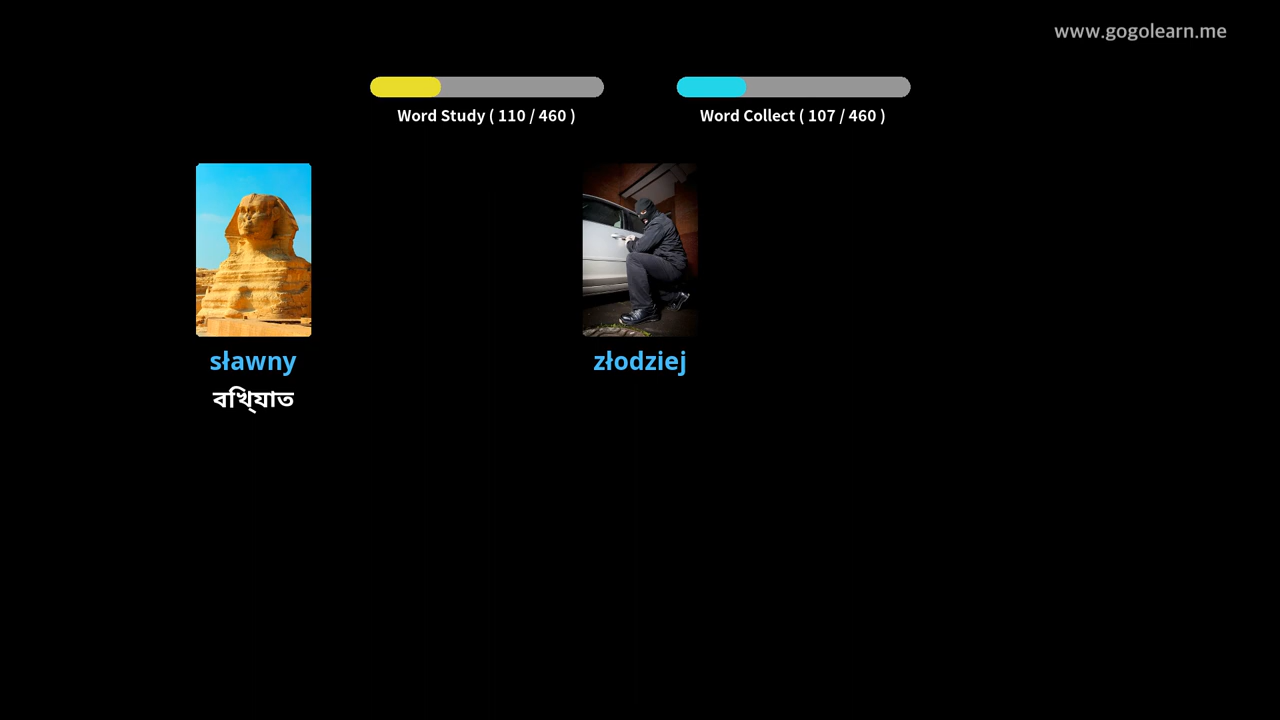 www.gogolearn.me
Word Study ( 110 / 460 )
Word Collect ( 107 / 460 )
sławny
złodziej
বিখ্যাত